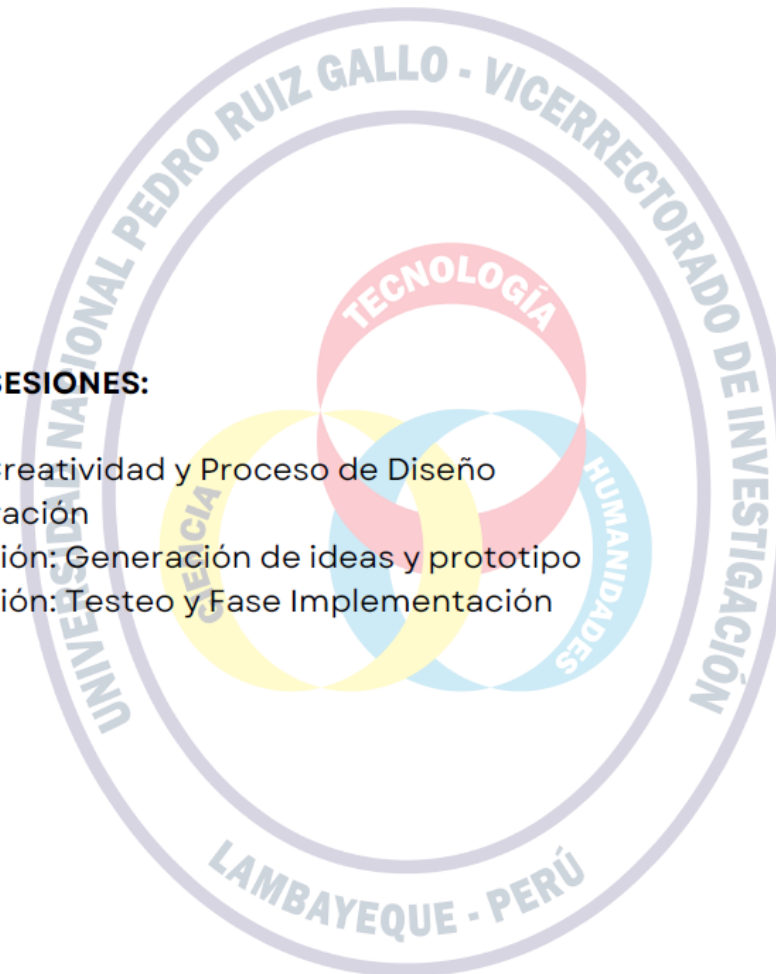 UNIVERSIDAD NACIONAL PEDRO RUIZ GALLO - VICERRECTORADO DE INVESTIGACIÓN
TECNOLOGÍA
SESIONES:
Creatividad y Proceso de Diseño
ración
ión: Generación de ideas y prototipo
ión: Testeo y Fase Implementación
CIENCIA
HUMANIDADES
LAMBAYEQUE - PERÚ